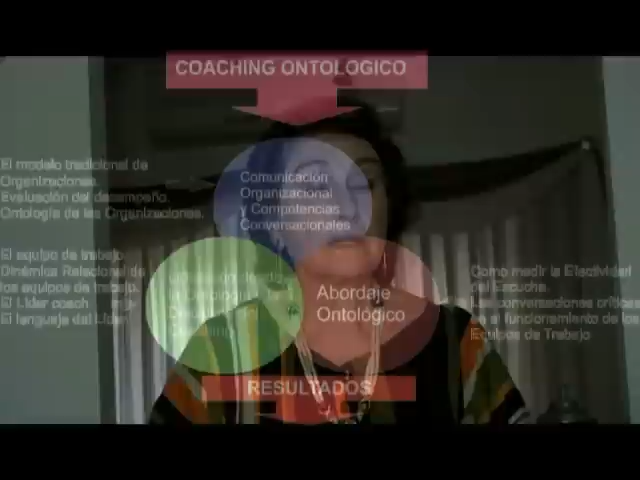 COACHING ONTOLOGICO
El modelo tradicional de
Organizaciones.
Evaluación del desempeño.
Ontología de las Organizaciones.
Comunicación
Organizacional
y Competencias
Conversacionales
El equipo de trabajo
Dinámica Relacional de
los equipos de trabajo.
El Líder coach
El lenguaje del Líder
Abordaje
Ontológico
Como medir la Efectividad
del Escucha.
Las conversaciones críticas
en el funcionamiento de los
Equipos de Trabajo
RESULTADOS